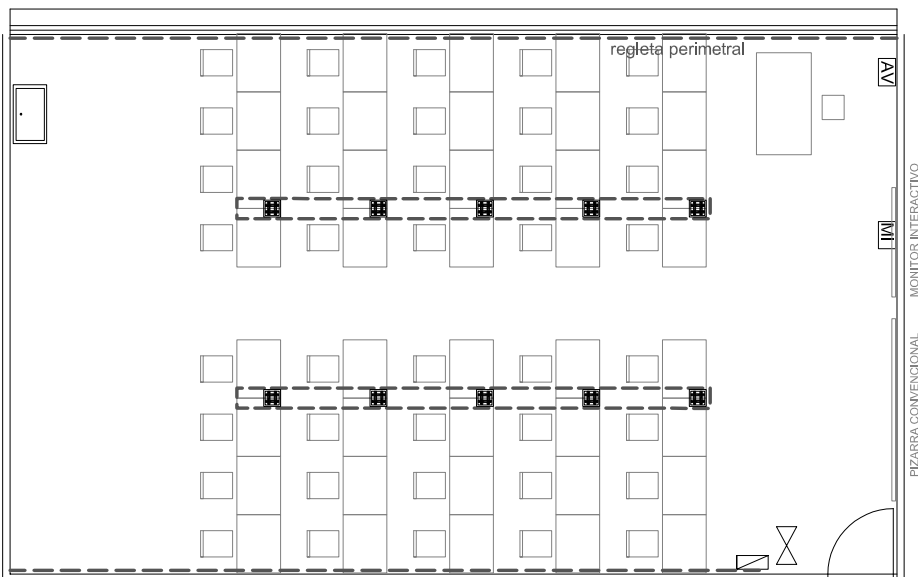 regleta perimetral
AV
MI
MONITOR INTERACTIVO
PIZARRA CONVENCIONAL